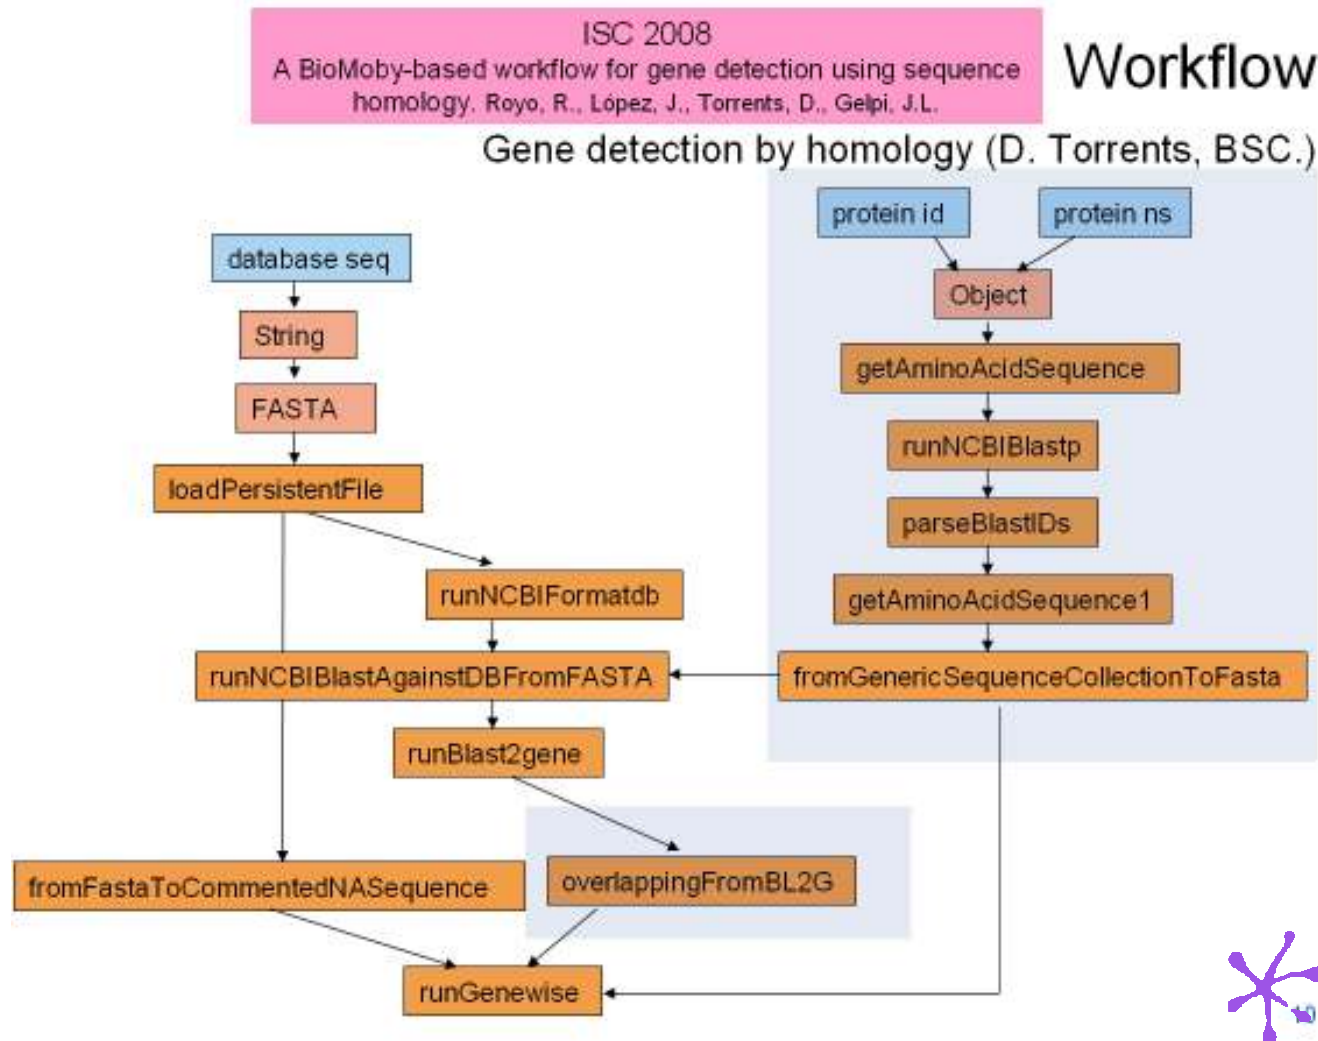 ISC 2008
A BioMoby-based workflow for gene detection using sequence
homology. Royo, R., López, J., Torrents, D., Gelpi, J.L.
Workflow
Gene detection by homology (D. Torrents, BSC.)
protein id
protein ns
database seq
Object
String
getAminoAcidSequence
FASTA
runNCBIBlastp
loadPersistentFile
parseBlastIDs
runNCBIFormatdb
getAminoAcidSequence1
runNCBIBlastAgainstDBFromFASTA
fromGenericSequenceCollectionToFasta
runBlast2gene
fromFastaToCommentedNASequence
overlappingFromBL2G
runGenewise